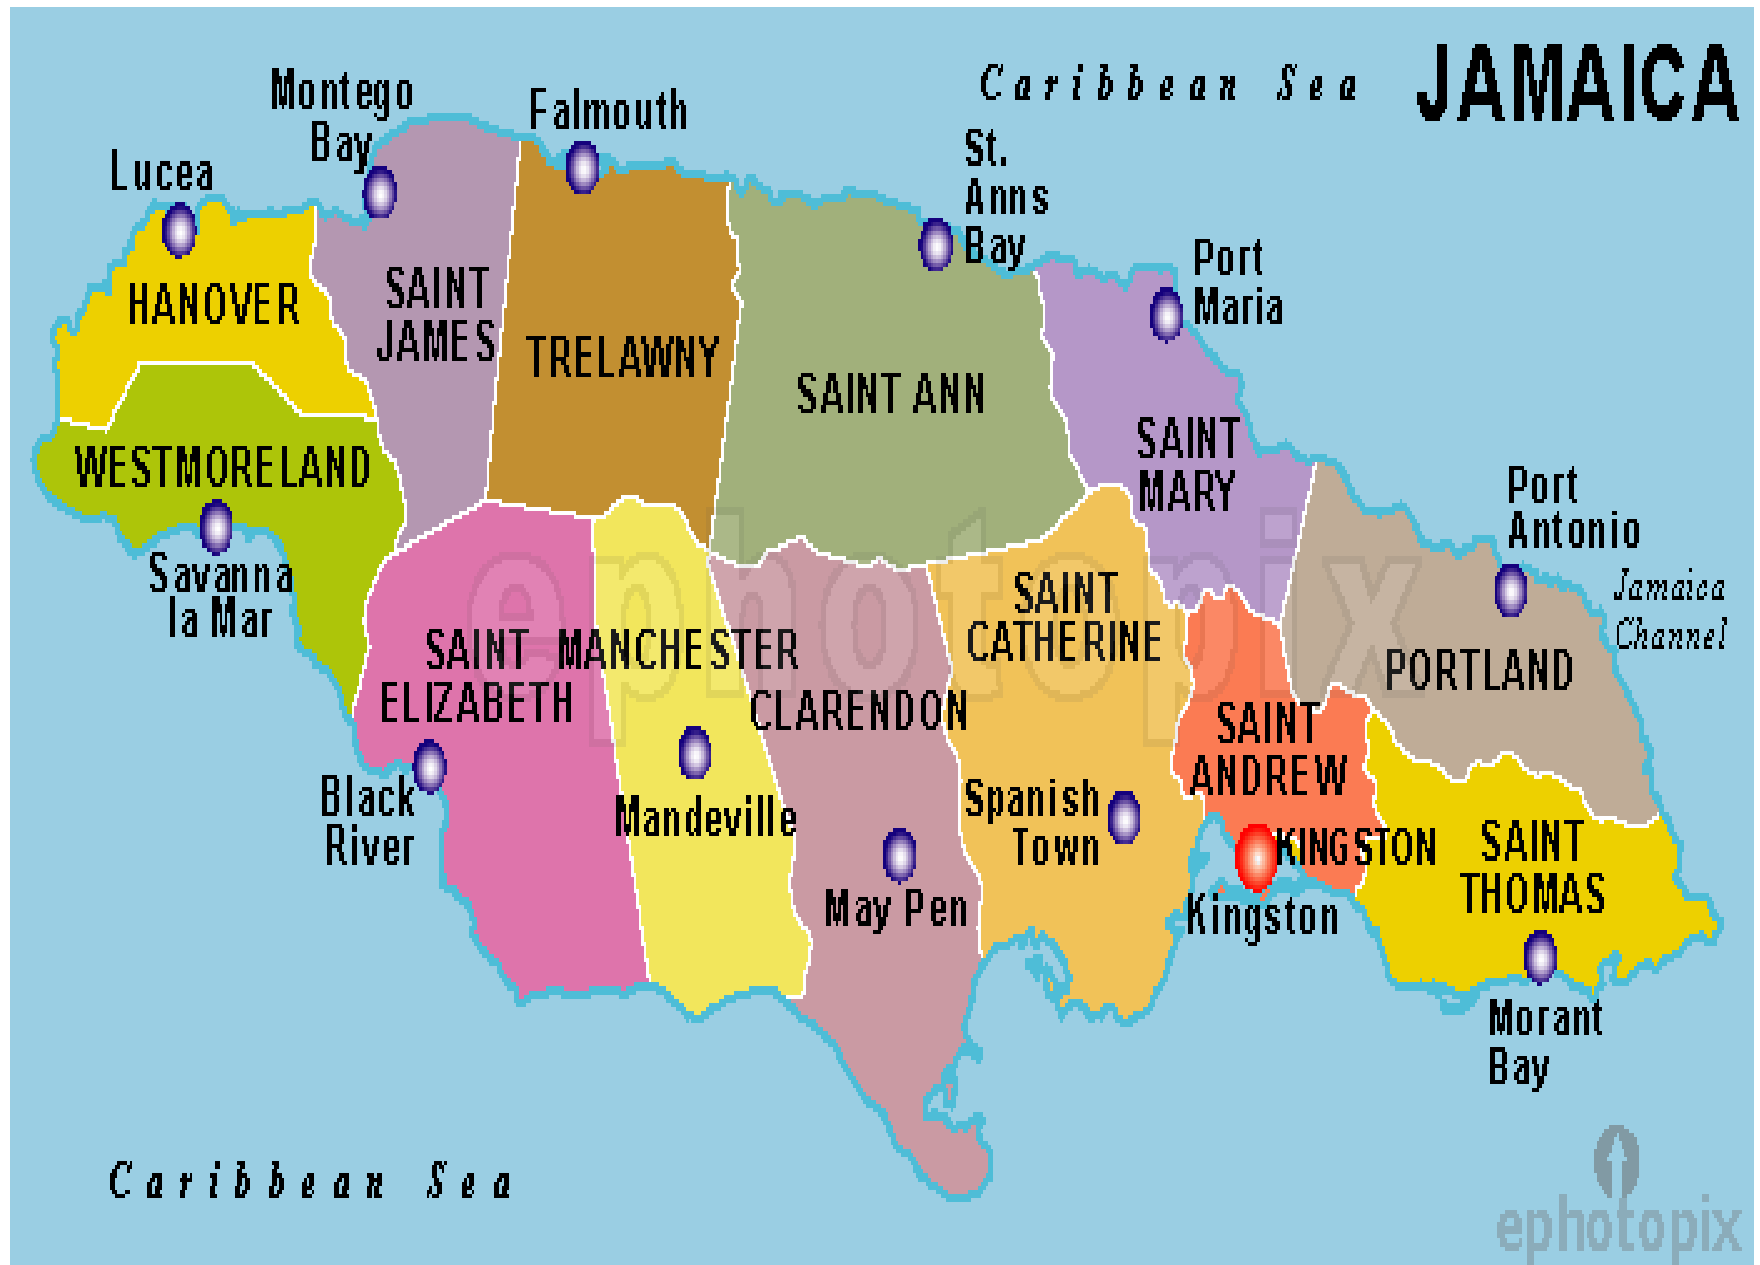 JAMAICA
Caribbean Sea
Montego
Bay
Falmouth
Lucea
St.
Anns
Bay
Port
Maria
HANOVER
SAINT
JAMES
TRELAWNY
SAINT ANN
SAINT
MARY
WESTMORELAND
Port
Antonio
Savanna
la Mar
Jamaica
Channel
ephotopix
SAINT
ELIZABETH
MANCHESTER
CLARENDON
SAINT
CATHERINE
PORTLAND
SAINT
ANDREW
Black
River
Mandeville
Spanish
Town
May Pen
KINGSTON
Kingston
SAINT
THOMAS
Morant
Bay
Caribbean Sea
ephotopix